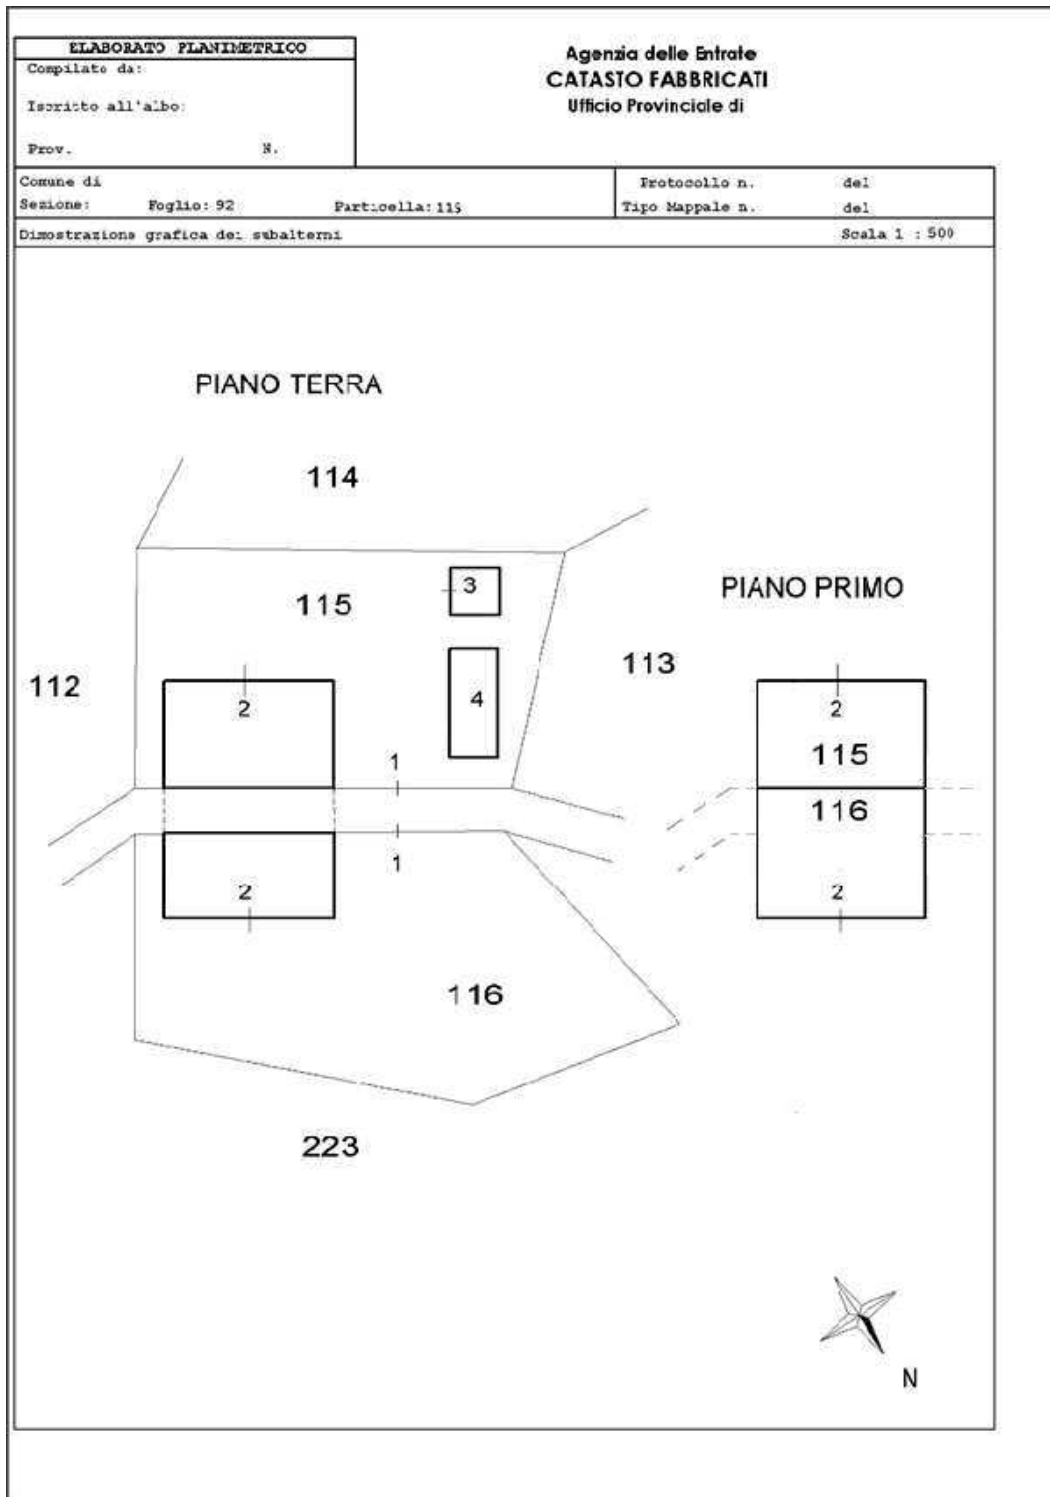 ELABORATO PLANIMETRICO
Compilato da:
Iscritto all'albo:
Prov. N.
Agenzia delle Entrate
CATASTO FABBRICATI
Ufficio Provinciale di
Comune di
Sezione: Foglio: 92 Particella: 115
Protocollo n. del
Tipo Mappale n. del
Dimostrazione grafica dei subalterni Scala 1 : 500
PIANO TERRA
114
3
115
PIANO PRIMO
113
112
4
2
2
1
115
116
1
2
2
116
223
N